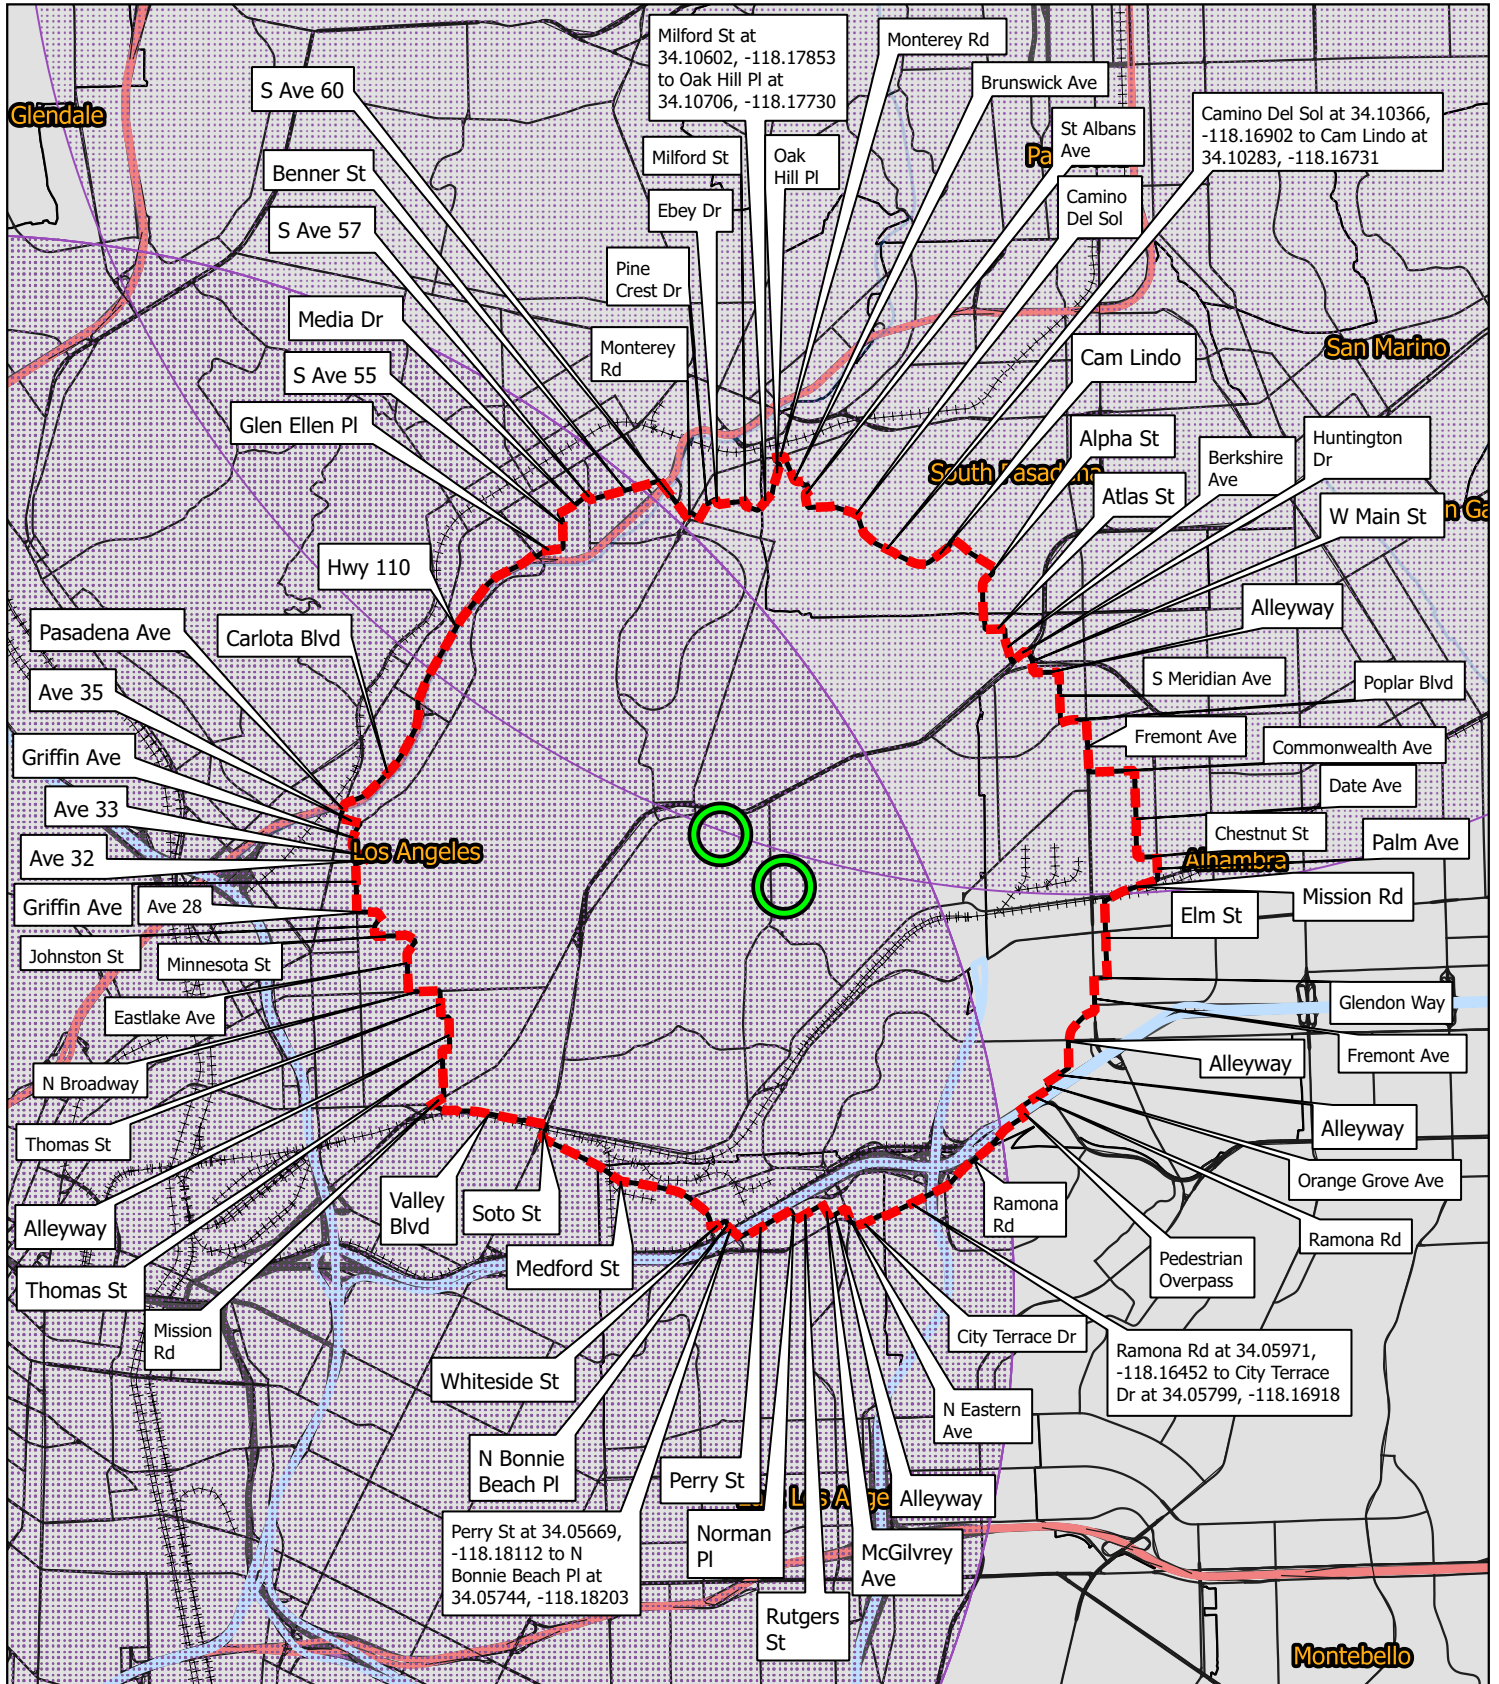 Milford St at
34.10602, -118.17853
to Oak Hill Pl at
34.10706, -118.17730
Monterey Rd
Brunswick Ave
S Ave 60
Glendale
Camino Del Sol at 34.10366,
-118.16902 to Cam Lindo at
34.10283, -118.16731
St Albans
Ave
Pa
Milford St
Oak
Hill Pl
Benner St
Ebey Dr
Camino
Del Sol
S Ave 57
Pine
Crest Dr
Media Dr
Monterey
Rd
Cam Lindo
San Marino
S Ave 55
Glen Ellen Pl
Alpha St
Huntington
Dr
Berkshire
Ave
South Pasadena
Atlas St
W Main St
n Ga
Hwy 110
Alleyway
Pasadena Ave
Carlota Blvd
Ave 35
S Meridian Ave
Poplar Blvd
Griffin Ave
Fremont Ave
Commonwealth Ave
Ave 33
Date Ave
Chestnut St
Palm Ave
Ave 32
Los Angeles
Alhambra
Griffin Ave
Ave 28
Mission Rd
Elm St
Johnston St
Minnesota St
Eastlake Ave
Glendon Way
N Broadway
Alleyway
Fremont Ave
Thomas St
Alleyway
Orange Grove Ave
Alleyway
Valley
Blvd
Soto St
Ramona
Rd
Ramona Rd
Pedestrian
Overpass
Thomas St
Medford St
Mission
Rd
City Terrace Dr
Ramona Rd at 34.05971,
-118.16452 to City Terrace
Dr at 34.05799, -118.16918
Whiteside St
N Eastern
Ave
N Bonnie
Beach Pl
Perry St
Alleyway
Perry St at 34.05669,
-118.18112 to N
Bonnie Beach Pl at
34.05744, -118.18203
Norman
Pl
McGilvrey
Ave
Rutgers
St
Montebello